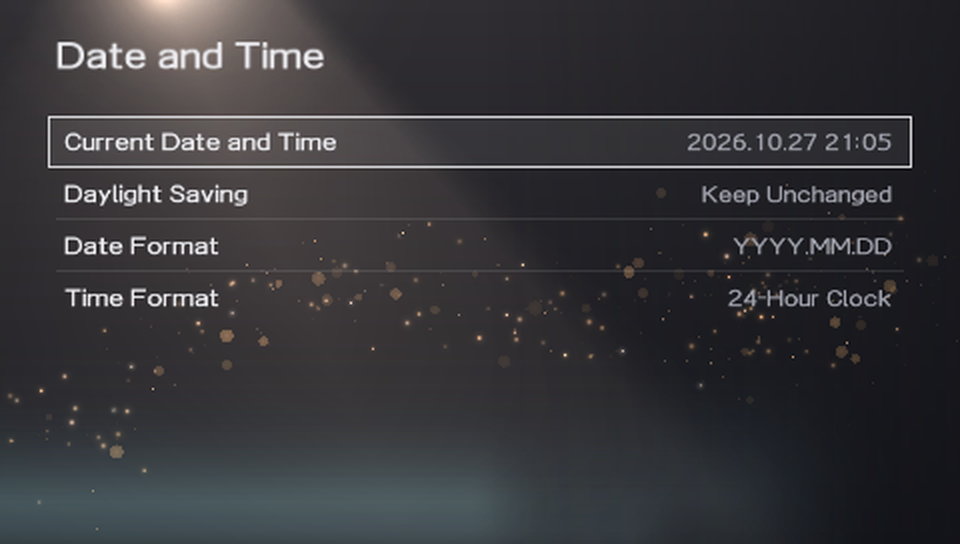 Date and Time
Current Date and Time 2026.10.27 21:05
Daylight Saving Keep Unchanged
Date Format YYYY.MM.DD
Time Format 24-Hour Clock